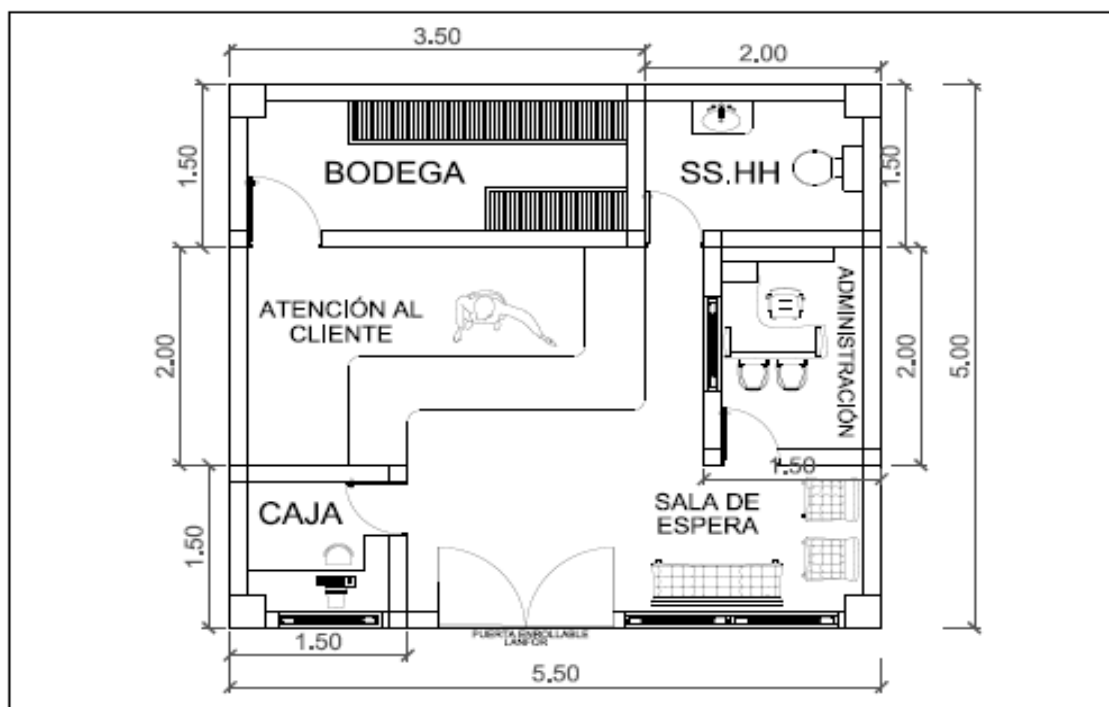 3.50
2.00
1.50
BODEGA
SS.HH
1.50
ATENCIÓN AL
CLIENTE
ADMINISTRACIÓN
2.00
2.00
5.00
1.50
CAJA
SALA DE
ESPERA
1.50
PUERTA ENROLLABLE
LANFOR
1.50
5.50